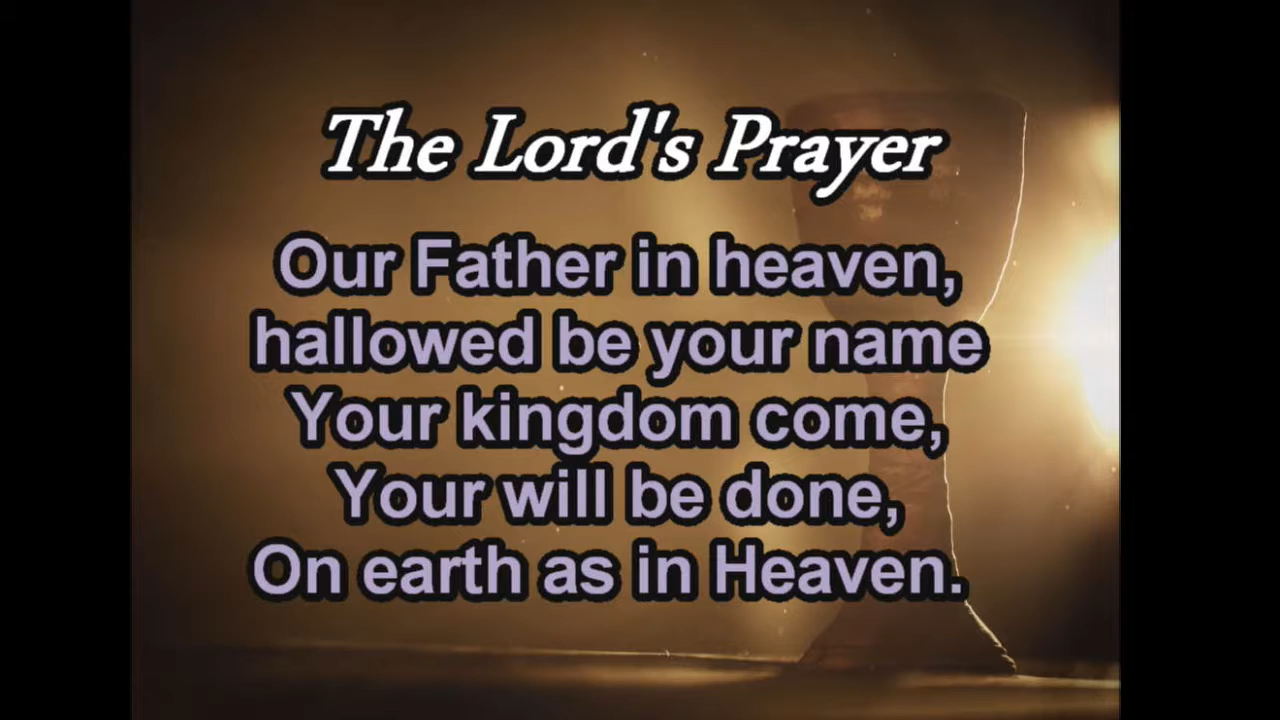 The Lord's Prayer
Our Father in heaven,
hallowed be your name
Your kingdom come,
Your will be done,
On earth as in Heaven.